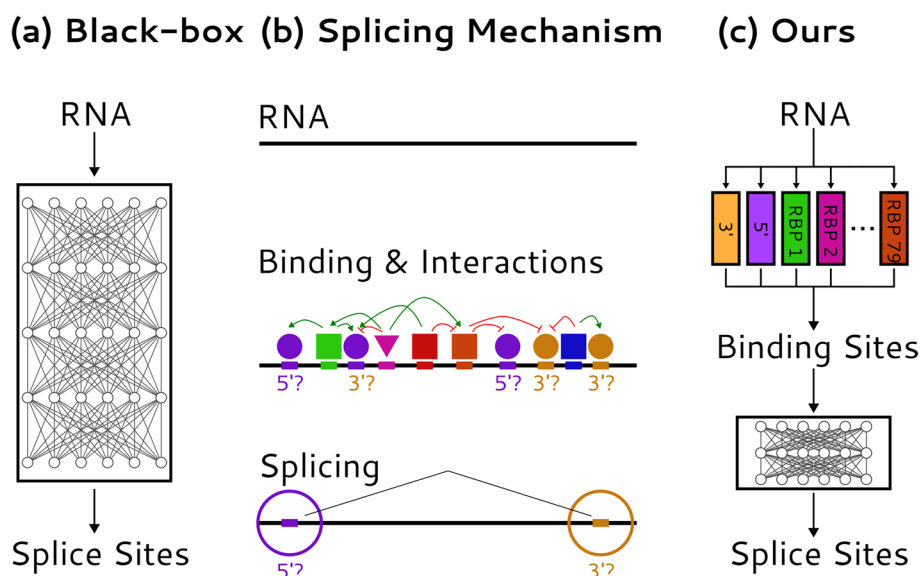 (a) Black-box
RNA
Splice Sites
(b) Splicing Mechanism
RNA
Binding & Interactions
5'? 3'? 5'? 3'? 3'?
Splicing
5'? 3'?
(c) Ours
RNA
3' 5' RBP 1 RBP 2 ... RBP 79
Binding Sites
Splice Sites